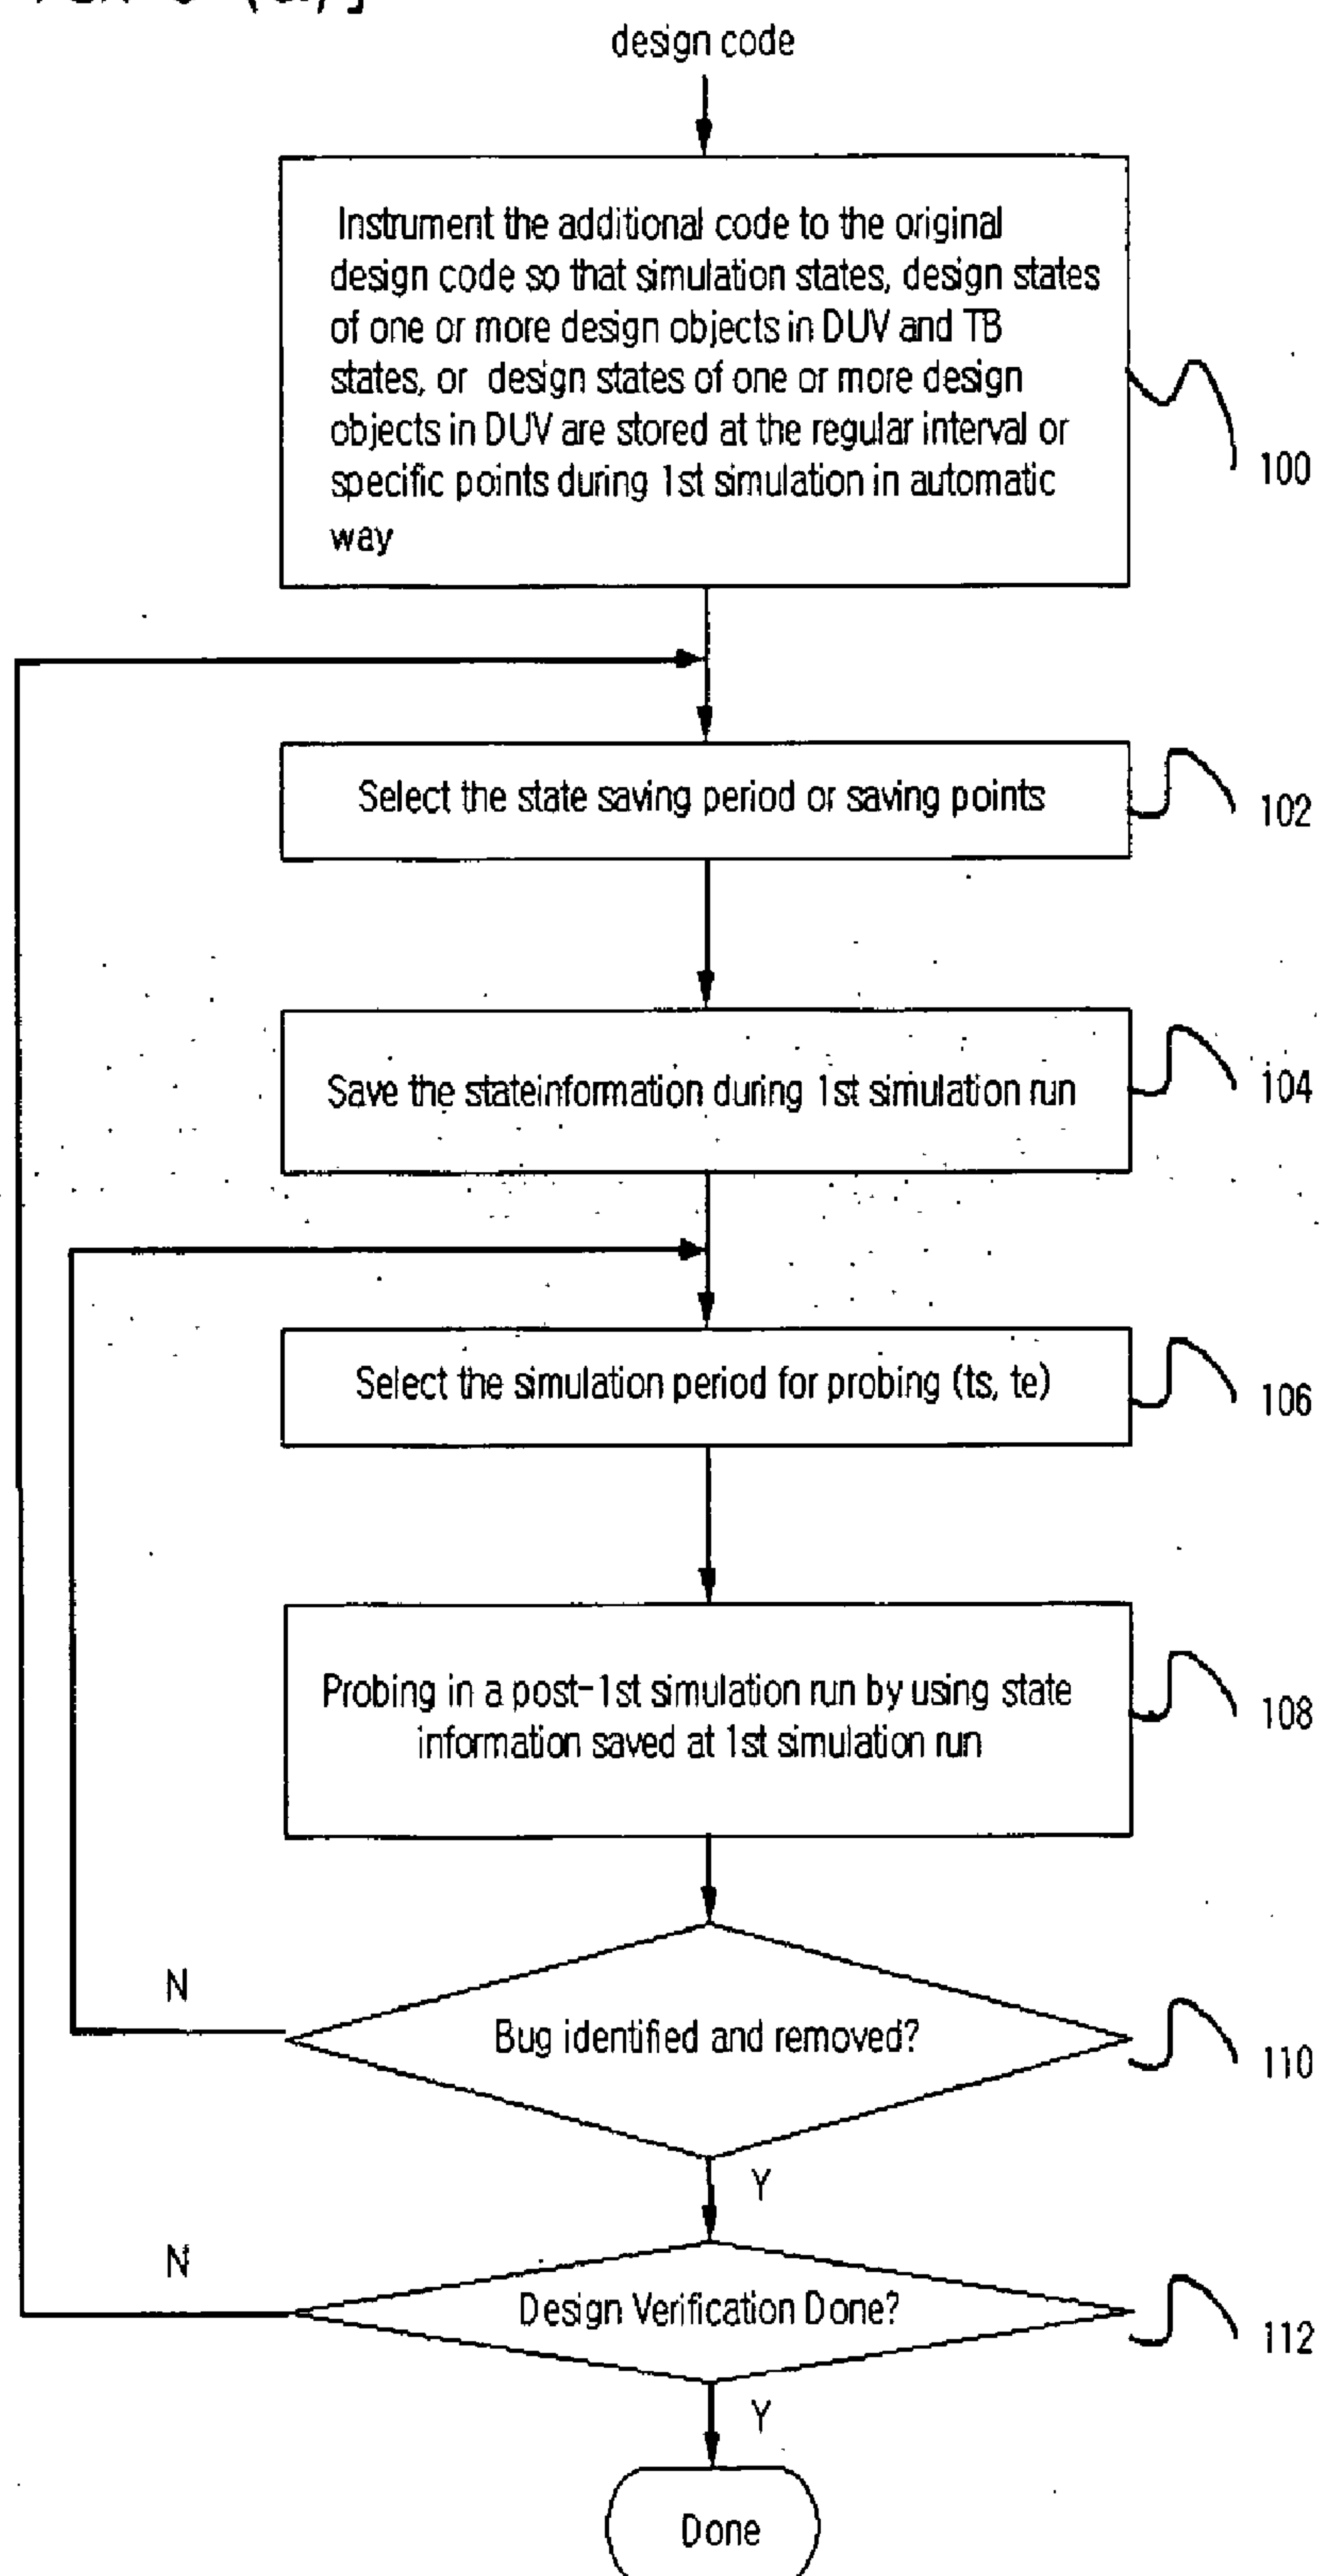 design code
Instrument the additional code to the original
design code so that simulation states, design states
of one or more design objects in DUV and TB
states, or design states of one or more design
objects in DUV are stored at the regular interval or
specific points during 1st simulation in automatic
way
100
Select the state saving period or saving points
102
Save the stateinformation during 1st simulation run
104
Select the simulation period for probing (ts, te)
106
Probing in a post-1st simulation run by using state
information saved at 1st simulation run
108
N
Bug identified and removed?
110
Y
N
Design Verification Done?
112
Y
Done